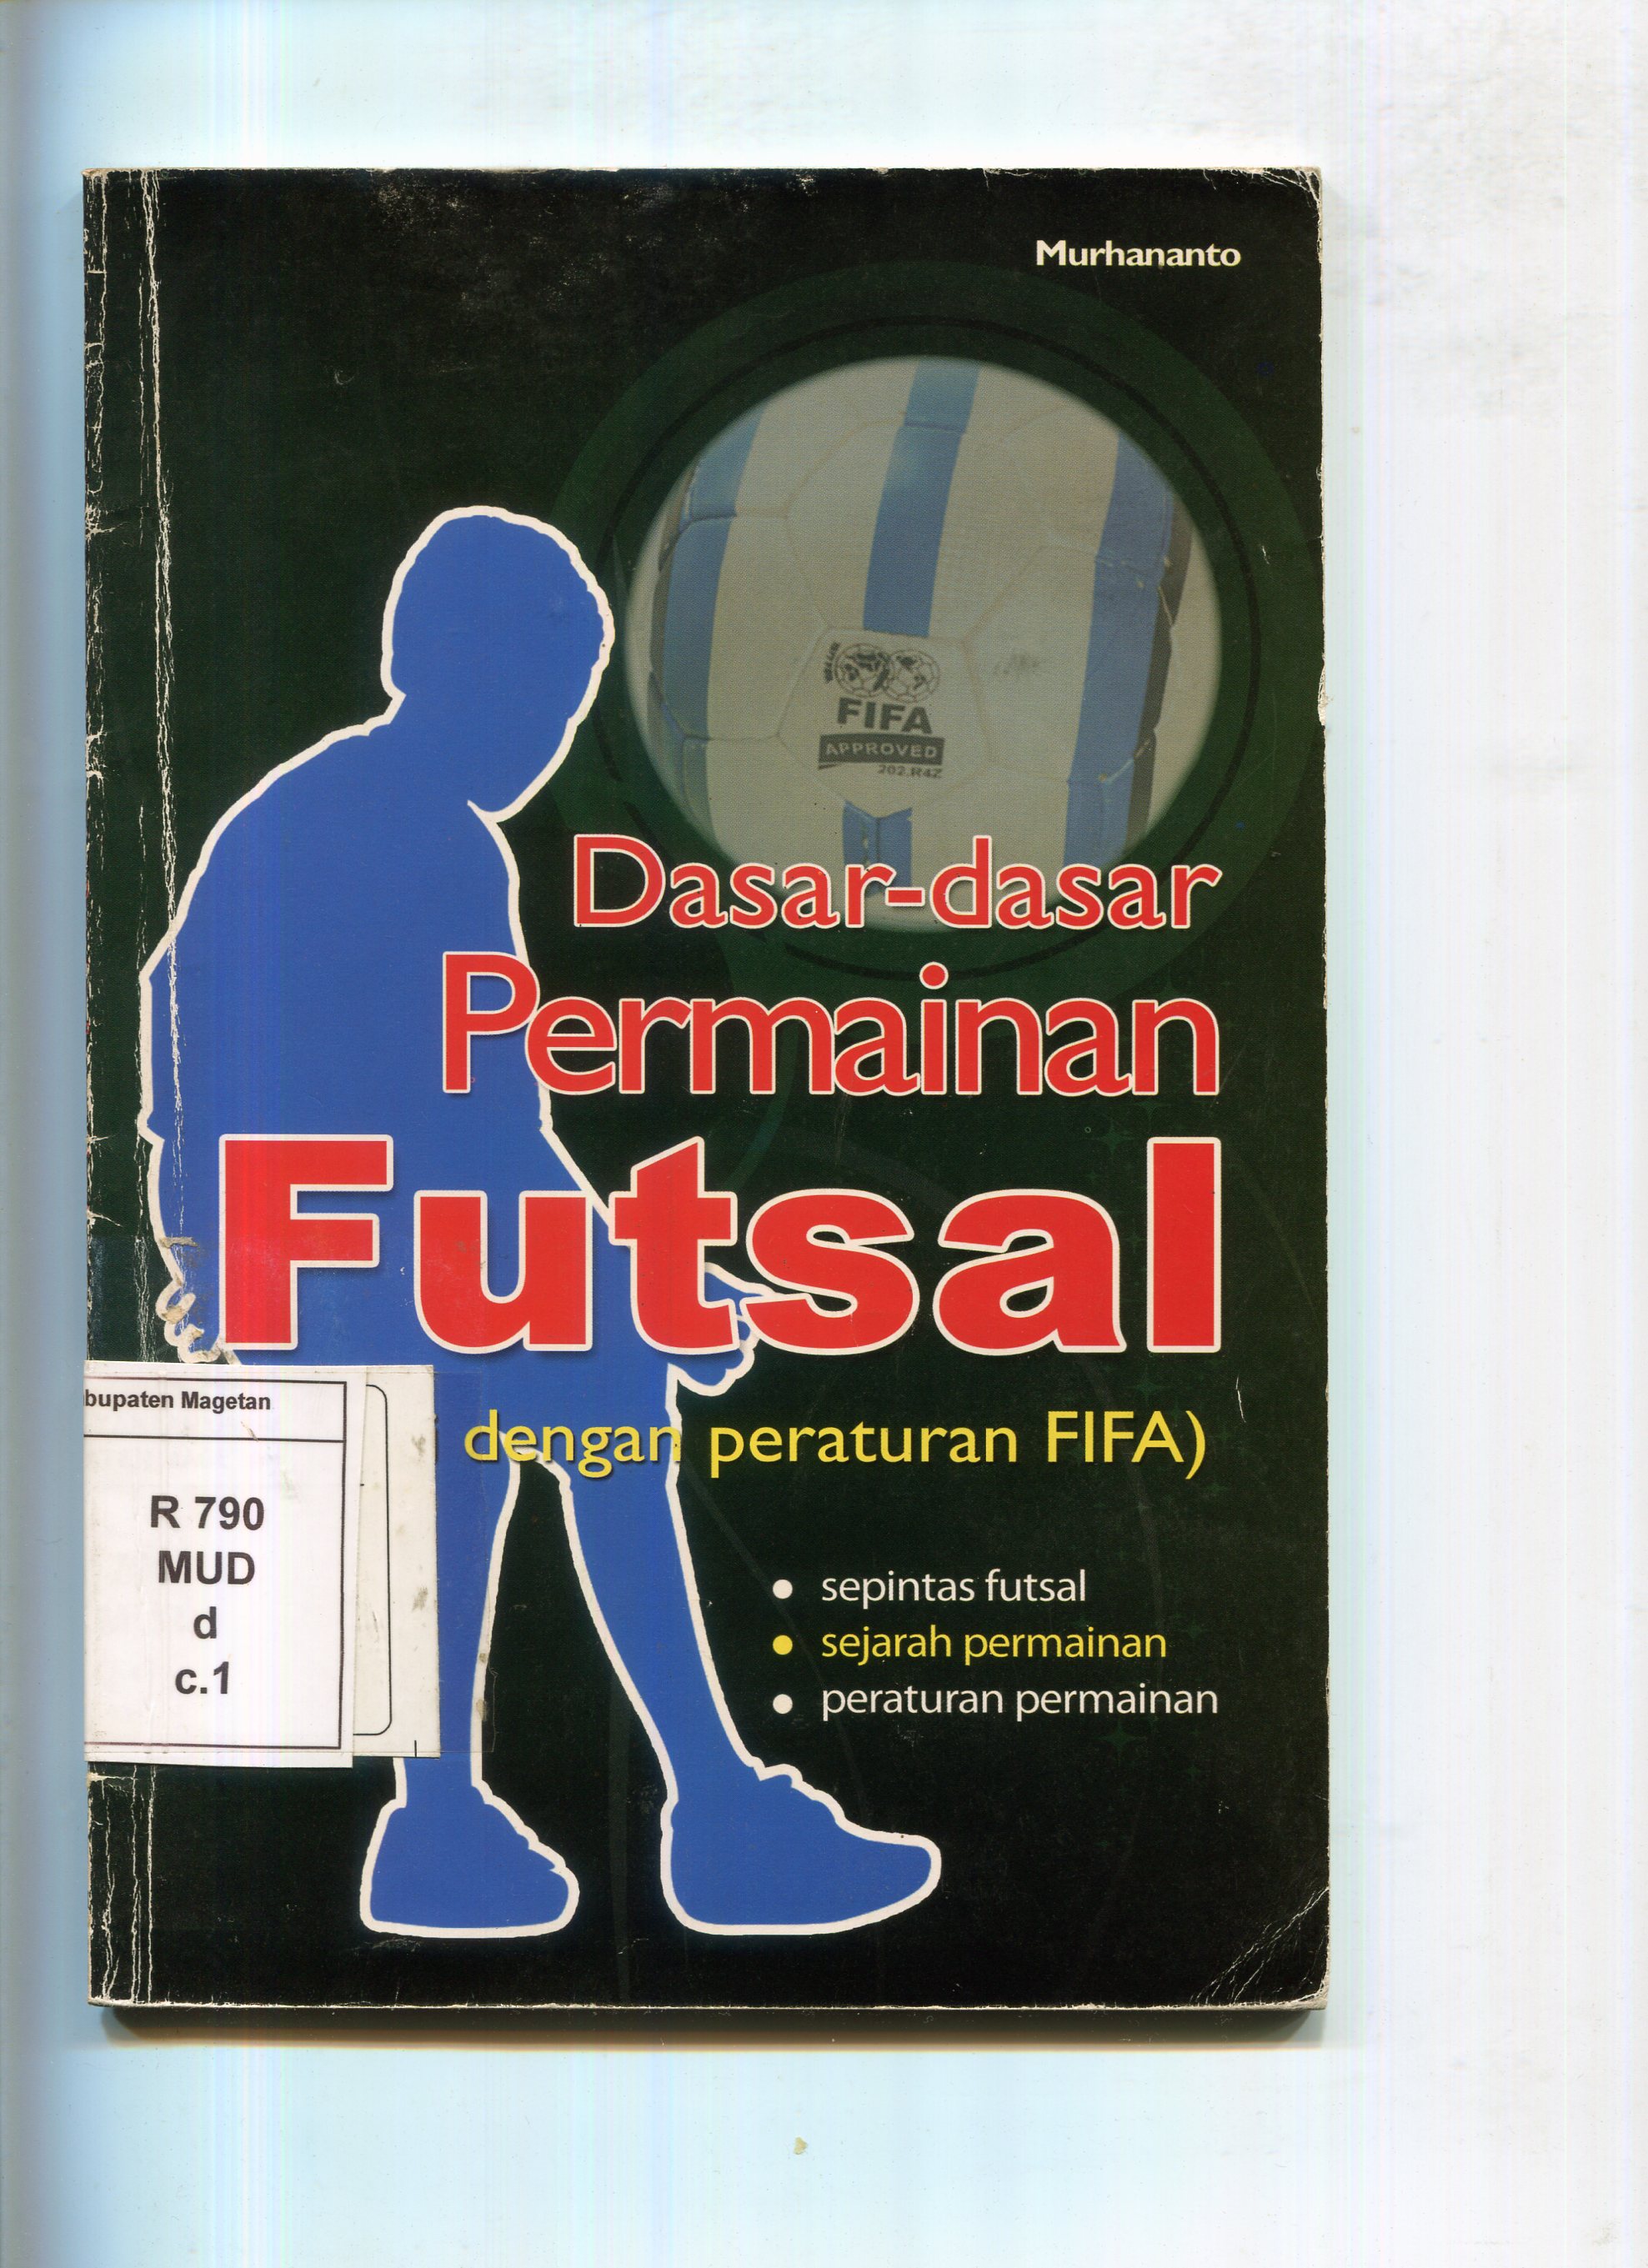 Murhananto
FIFA
APPROVED
202.R4Z
Dasar-dasar
Permainan
Futsal
dengan peraturan FIFA)
bupaten Magetan
R 790
MUD
d
c.1
• sepintas futsal
• sejarah permainan
• peraturan permainan